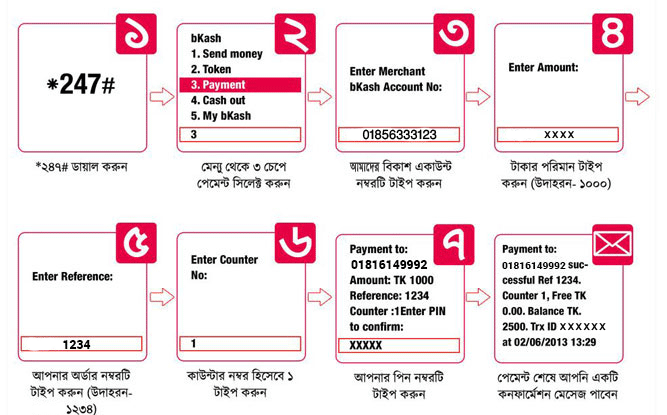 ১
*247#
*২৪৭# ডায়াল করুন
২
bKash
1. Send money
2. Token
3. Payment
4. Cash out
5. My bKash
3
মেন্যু থেকে ৩ চেপে
পেমেন্ট সিলেক্ট করুন
৩
Enter Merchant
bKash Account No:
01856333123
আমাদের বিকাশ একাউন্ট
নম্বরটি টাইপ করুন
৪
Enter Amount:
xxxx
টাকার পরিমান টাইপ
করুন (উদাহরন- ১০০০)
৫
Enter Reference:
1234
আপনার অর্ডার নম্বরটি
টাইপ করুন (উদাহরন-
১২৩৪)
৬
Enter Counter
No:
1
কাউন্টার নম্বর হিসেবে ১
টাইপ করুন
৭
Payment to:
01816149992
Amount: TK 1000
Reference: 1234
Counter :1Enter PIN
to confirm:
XXXXX
আপনার পিন নম্বরটি
টাইপ করুন
Payment to:
01816149992 suc-
cessful Ref 1234.
Counter 1, Free TK
0.00. Balance TK.
2500. Trx ID XXXXXX
at 02/06/2013 13:29
পেমেন্ট শেষে আপনি একটি
কনফার্মেশন মেসেজ পাবেন